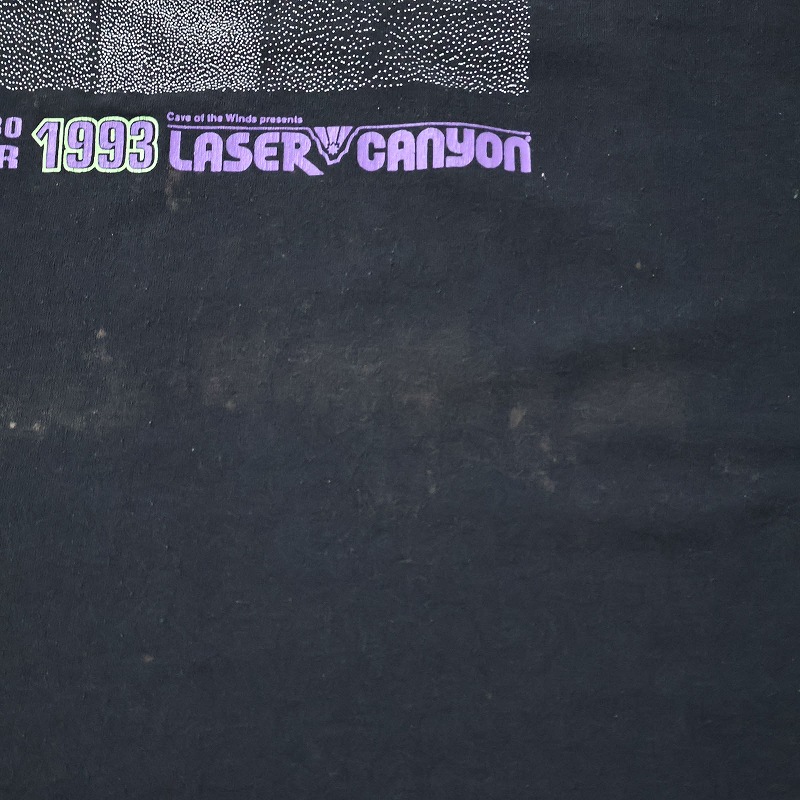 1993
Cave of the Winds presents
LASER CANYON